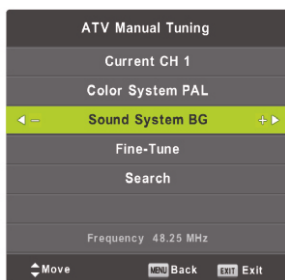 ATV Manual Tuning
Current CH 1
Color System PAL
− Sound System BG +
Fine-Tune
Search
Frequency 48.25 MHz
Move MENU Back EXIT Exit